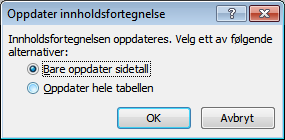 Oppdater innholdsfortegnelse
Innholdsfortegnelsen oppdateres. Velg ett av følgende
alternativer:
Bare oppdater sidetall
Oppdater hele tabellen
OK
Avbryt